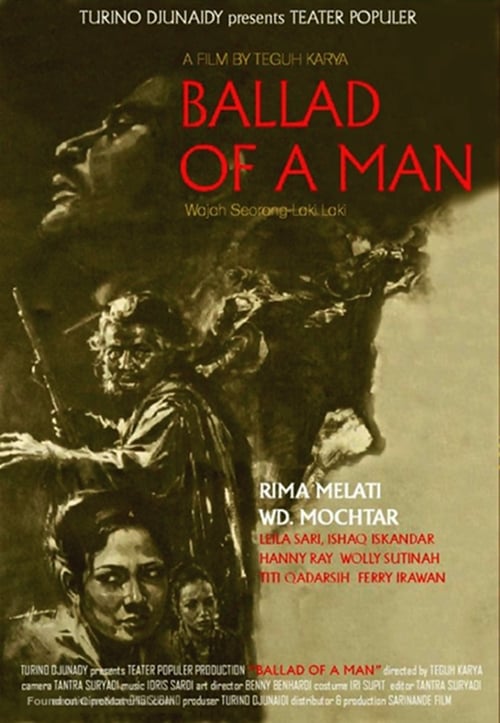 TURINO DJUNAIDY presents TEATER POPULER
A FILM BY TEGUH KARYA
BALLAD
OF A MAN
Wajah Seorang Laki Laki
RIMA MELATI
WD. MOCHTAR
LEILA SARI, ISHAQ ISKANDAR
HANNY RAY WOLLY SUTINAH
TITI QADARSIH FERRY IRAWAN
TURINO DJUNADY presents TEATER POPULER PRODUCTION "BALLAD OF A MAN" directed by TEGUH KARYA
camera TANTRA SURYADI music IDRIS SARDI art director BENNY BENHARDI costume IRI SUPIT editor TANTRA SURYADI
produser TURINO DJUNAIDI distributor & production SARINANDE FILM